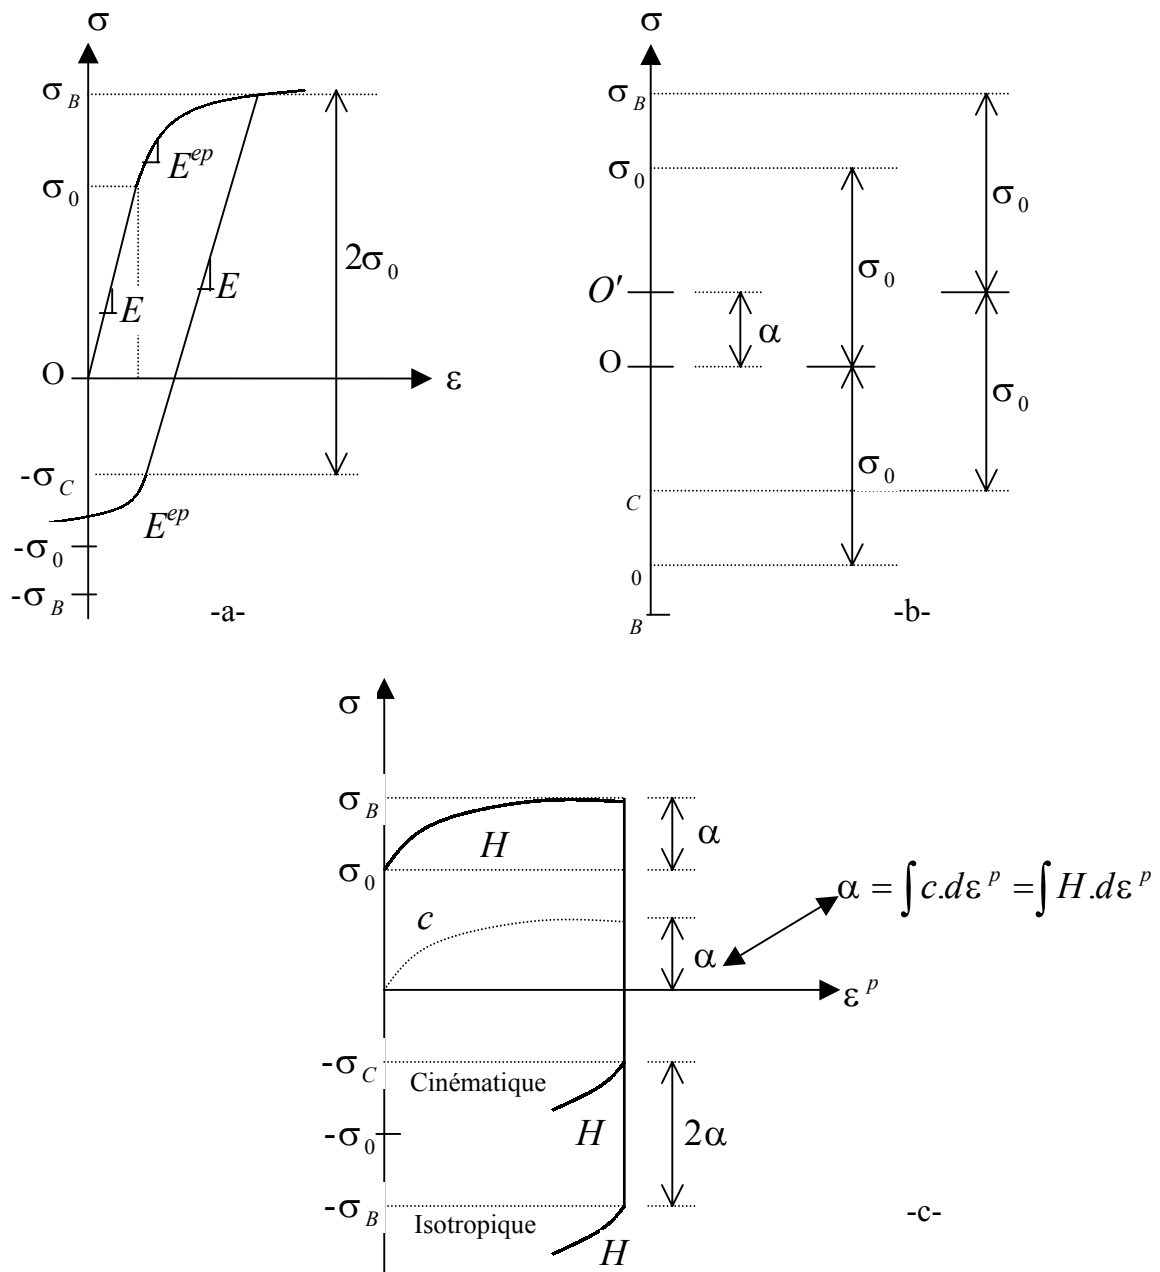 σ
σ_B
E^{ep}
σ_0
2σ_0
E
E
O
ε
-σ_C
E^{ep}
-σ_0
-σ_B
-a-
σ
σ_B
σ_0
σ_0
σ_0
O'
α
O
σ_0
σ_0
C
0
B
-b-
σ
σ_B
α
H
σ_0
α = ∫ c.dε^p = ∫ H.dε^p
c
α
ε^p
-σ_C
Cinématique
H
2α
-σ_0
-σ_B
Isotropique
-c-
H